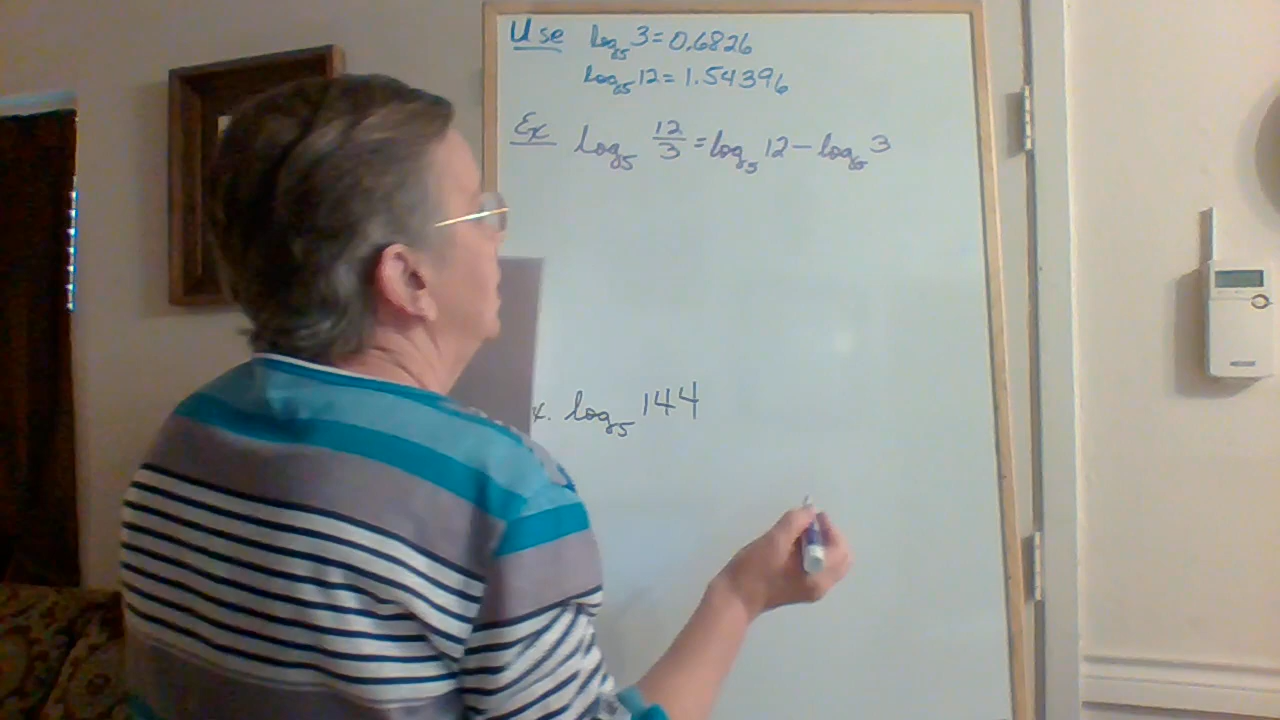 Use log₅ 3 = 0.6826
log₅ 12 = 1.54396
Ex log₅ 12/3 = log₅ 12 - log₅ 3
x. log₅ 144